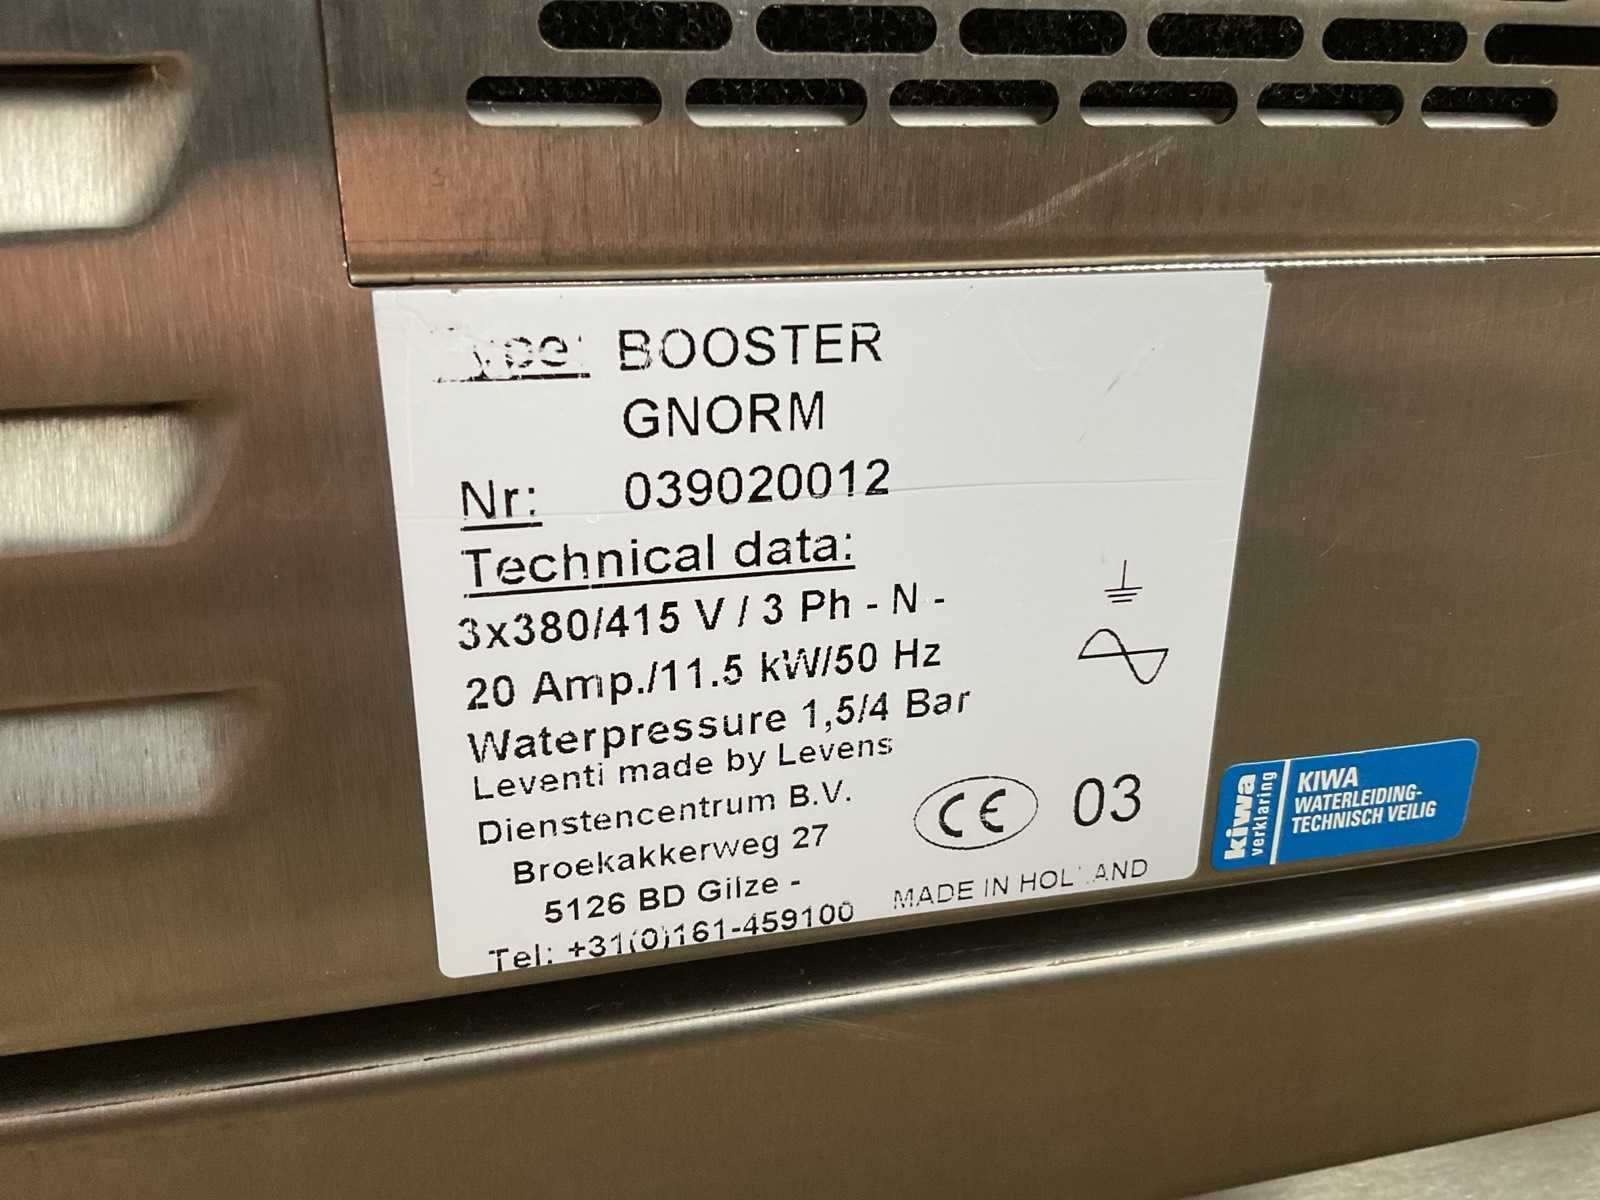 Type: BOOSTER
GNORM
Nr: 039020012
Technical data:
3x380/415 V / 3 Ph - N -
20 Amp./11.5 kW/50 Hz
Waterpressure 1,5/4 Bar
Leventi made by Levens
Dienstencentrum B.V.
Broekakkerweg 27
5126 BD Gilze -
Tel: +31(0)161-459100
CE 03
MADE IN HOLLAND
kiwa
verklaring
KIWA
WATERLEIDING-
TECHNISCH VEILIG